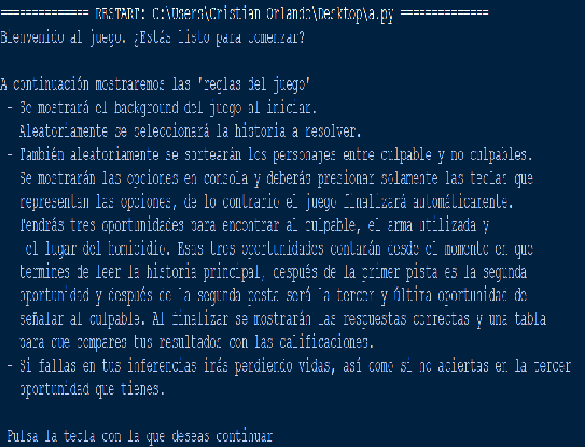 ============== RESTART: C:\Users\Cristian Orlando\Desktop\a.py ==============
Bienvenido al juego. ¿Estás listo para comenzar?
A continuación mostraremos las "reglas del juego"
- Se mostrará el background del juego al iniciar.
Aleatoriamente se seleccionará la historia a resolver.
- También aleatoriamente se sortearán los personajes entre culpable y no culpables.
Se mostrarán las opciones en consola y deberás presionar solamente las teclas que
representan las opciones, de lo contrario el juego finalizará automáticamente.
Tendrás tres oportunidades para encontrar al culpable, el arma utilizada y
el lugar del homicidio. Esas tres oportunidades contarán desde el momento en que
termines de leer la historia principal, después de la primer pista es la segunda
oportunidad y después de la segunda pista será la tercer y última oportunidad de
señalar al culpable. Al finalizar se mostrarán las respuestas correctas y una tabla
para que compares tus resultados con las calificaciones.
- Si fallas en tus inferencias irás perdiendo vidas, así como si no aciertas en la tercer
oportunidad que tienes.
Pulsa la tecla con la que deseas continuar